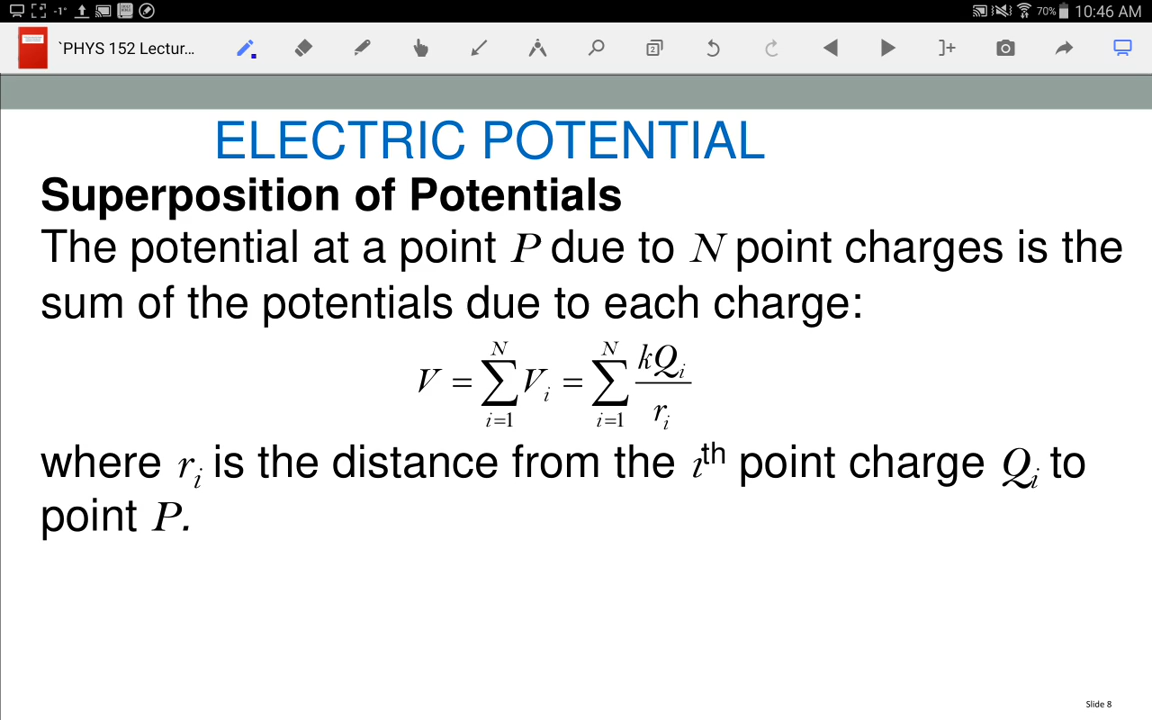 -1° 70% 10:46 AM
`PHYS 152 Lectur... 2 ]+
ELECTRIC POTENTIAL
Superposition of Potentials
The potential at a point P due to N point charges is the
sum of the potentials due to each charge:
V = ∑_{i=1}^{N} V_i = ∑_{i=1}^{N} kQ_i / r_i
where r_i is the distance from the i^th point charge Q_i to
point P.
Slide 8